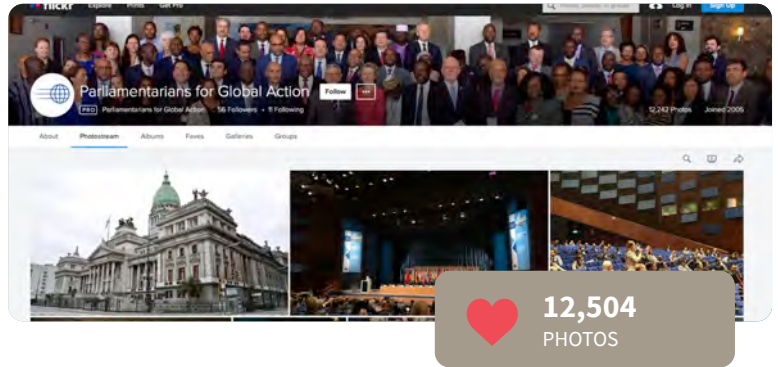 flickr Explore Prints Get Pro Log In Sign Up
Parliamentarians for Global Action Follow
PRO Parliamentarians for Global Action 56 Followers • 11 Following 12,242 Photos Joined 2005
About Photostream Albums Faves Galleries Groups
12,504
PHOTOS